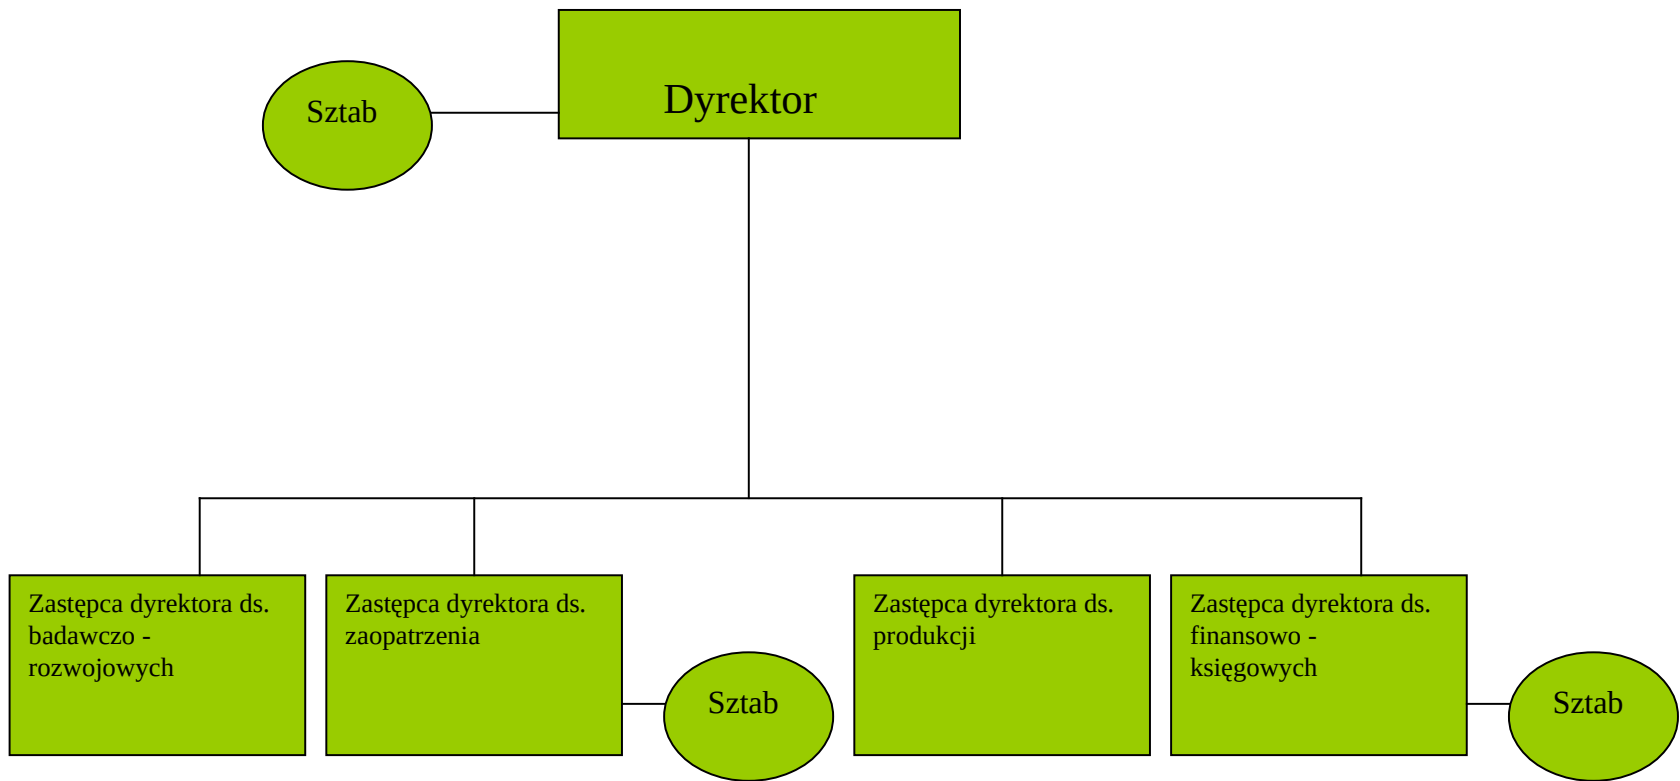 Dyrektor
Sztab
Zastępca dyrektora ds.
badawczo -
rozwojowych
Zastępca dyrektora ds.
zaopatrzenia
Sztab
Zastępca dyrektora ds.
produkcji
Zastępca dyrektora ds.
finansowo -
księgowych
Sztab